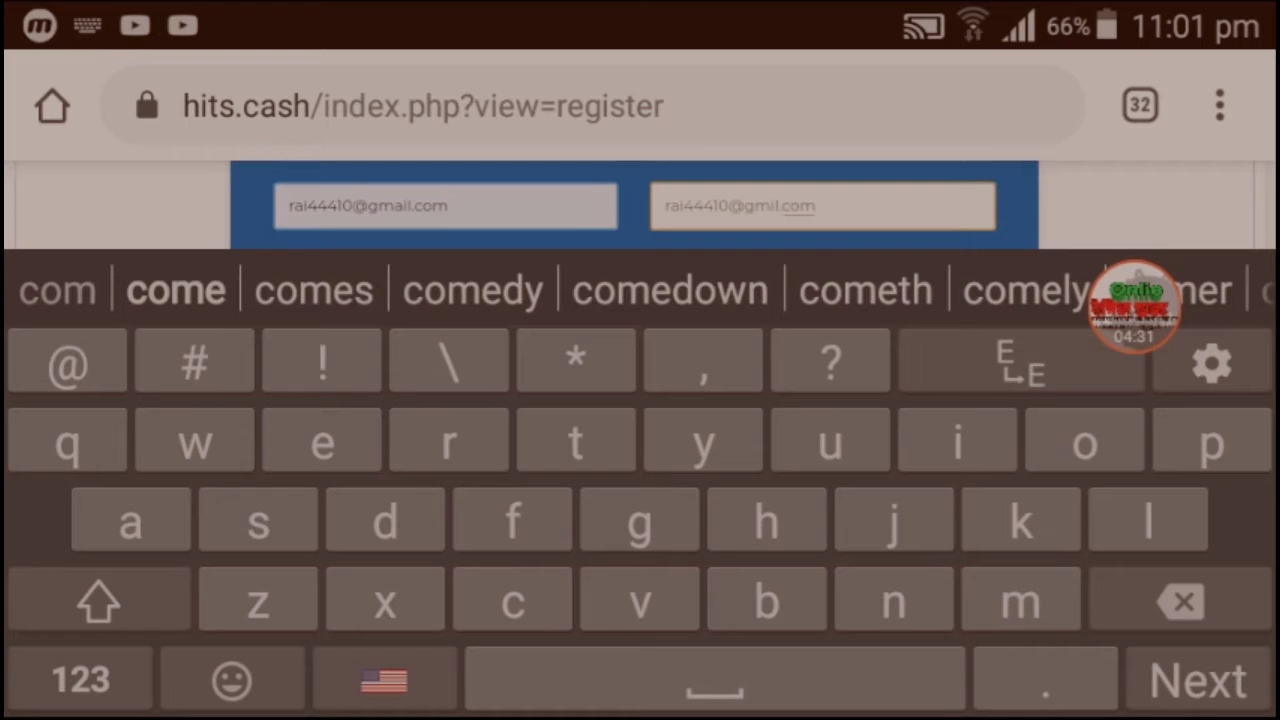 66% 11:01 pm
hits.cash/index.php?view=register 32
rai44410@gmail.com rai44410@gmil.com
com come comes comedy comedown cometh comely
04:31
@ # ! \ * , ? E E
q w e r t y u i o p
a s d f g h j k l
z x c v b n m
123 . Next